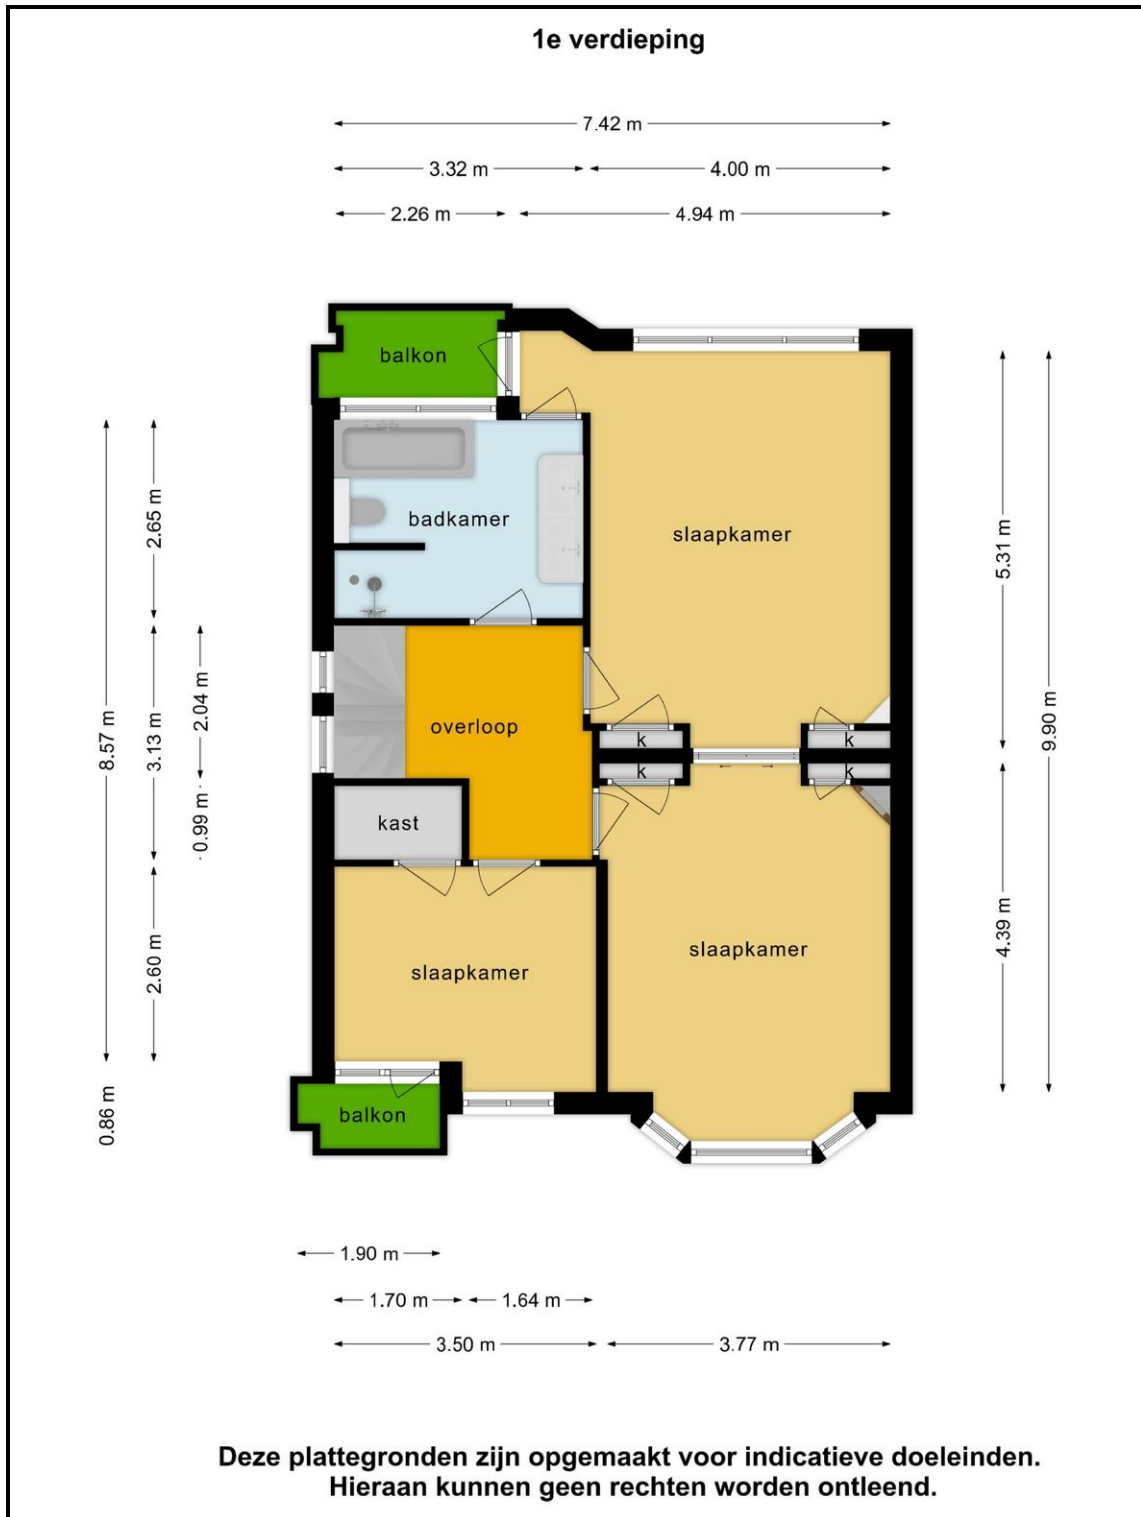 1e verdieping
7.42 m
3.32 m
4.00 m
2.26 m
4.94 m
balkon
badkamer
slaapkamer
2.65 m
5.31 m
8.57 m
3.13 m
2.04 m
9.90 m
overloop
k
k
k
k
0.99 m
kast
slaapkamer
slaapkamer
2.60 m
4.39 m
balkon
0.86 m
1.90 m
1.70 m
1.64 m
3.50 m
3.77 m
Deze plattegronden zijn opgemaakt voor indicatieve doeleinden.
Hieraan kunnen geen rechten worden ontleend.